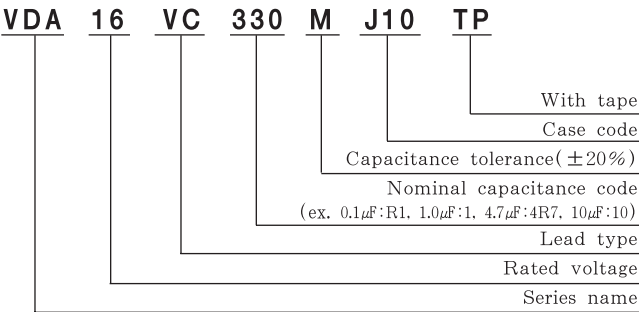 VDA 16 VC 330 M J10 TP
With tape
Case code
Capacitance tolerance(±20%)
Nominal capacitance code
(ex. 0.1μF:R1, 1.0μF:1, 4.7μF:4R7, 10μF:10)
Lead type
Rated voltage
Series name